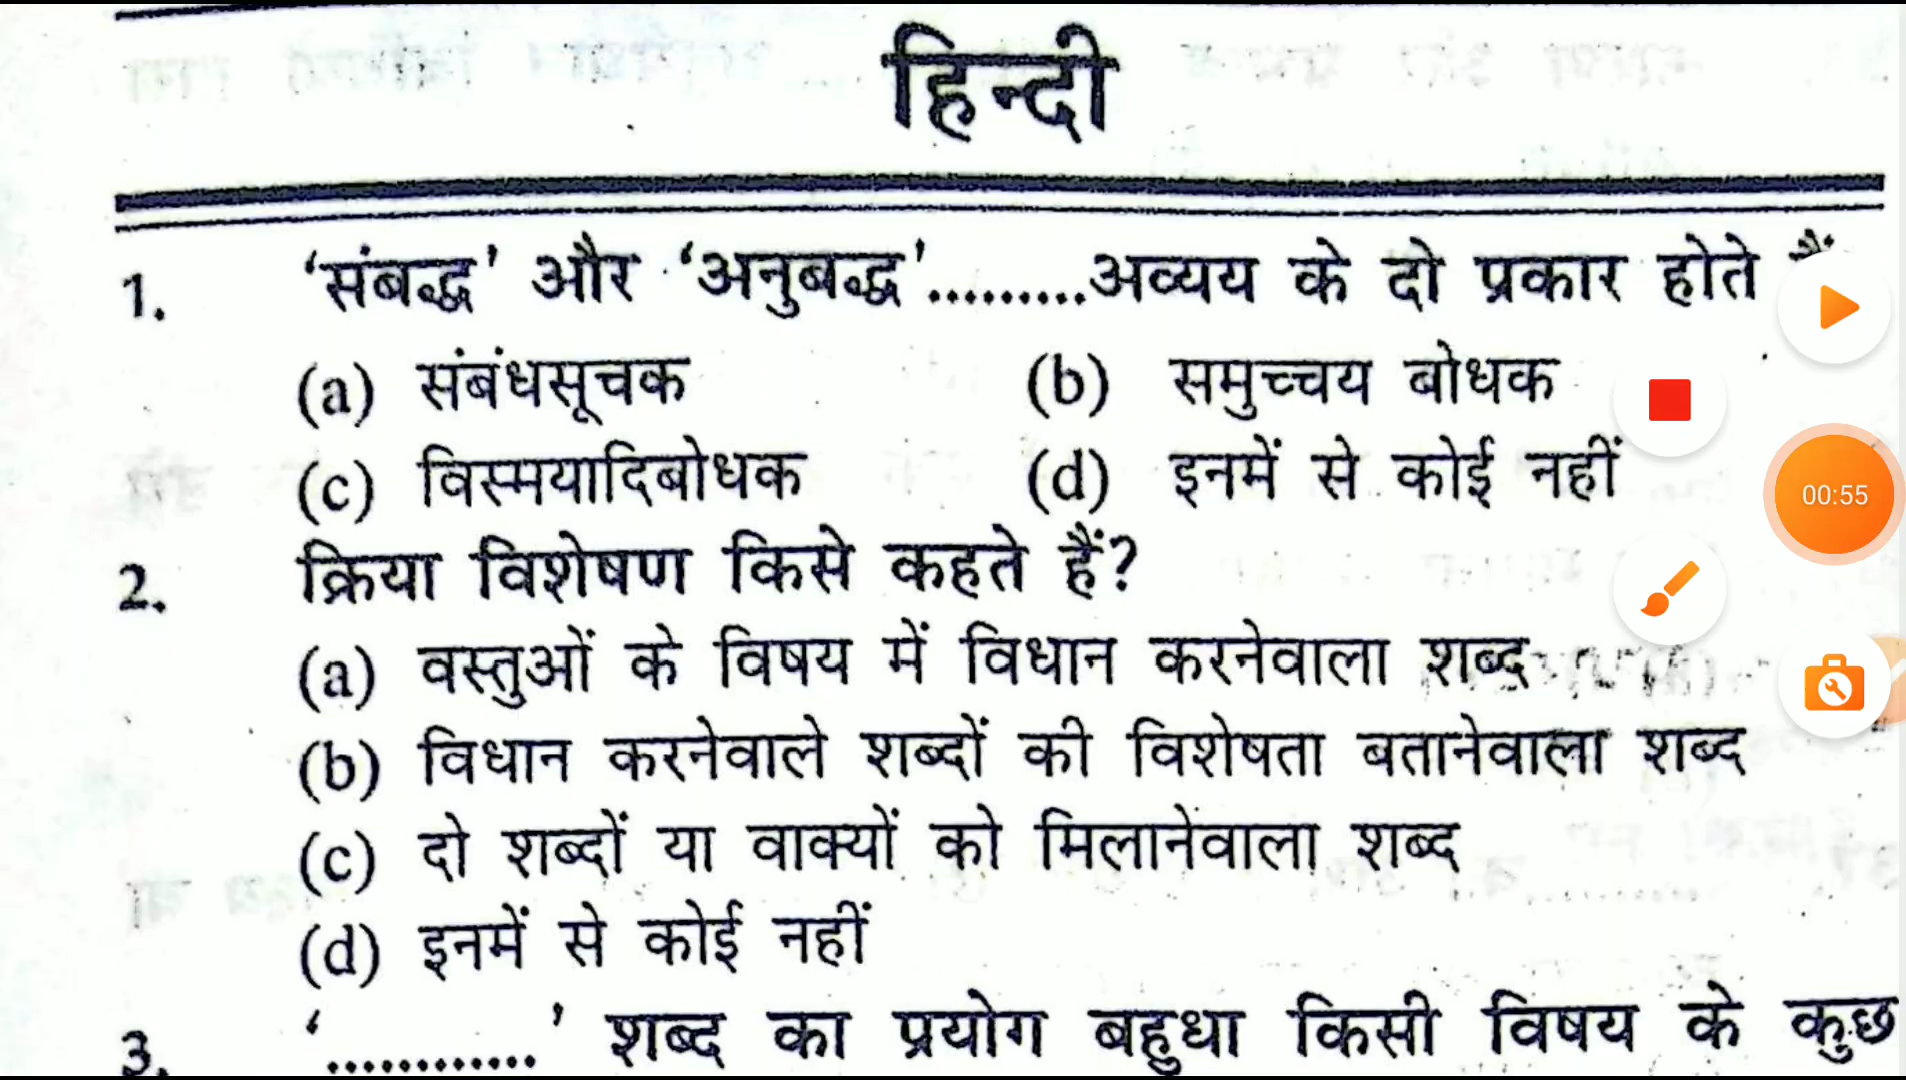 हिन्दी
1. 'संबद्ध' और 'अनुबद्ध'.........अव्यय के दो प्रकार होते
(a) संबंधसूचक (b) समुच्चय बोधक
(c) विस्मयादिबोधक (d) इनमें से कोई नहीं
00:55
2. क्रिया विशेषण किसे कहते हैं?
(a) वस्तुओं के विषय में विधान करनेवाला शब्द
(b) विधान करनेवाले शब्दों की विशेषता बतानेवाला शब्द
(c) दो शब्दों या वाक्यों को मिलानेवाला शब्द
(d) इनमें से कोई नहीं
3. '............' शब्द का प्रयोग बहुधा किसी विषय के कुछ